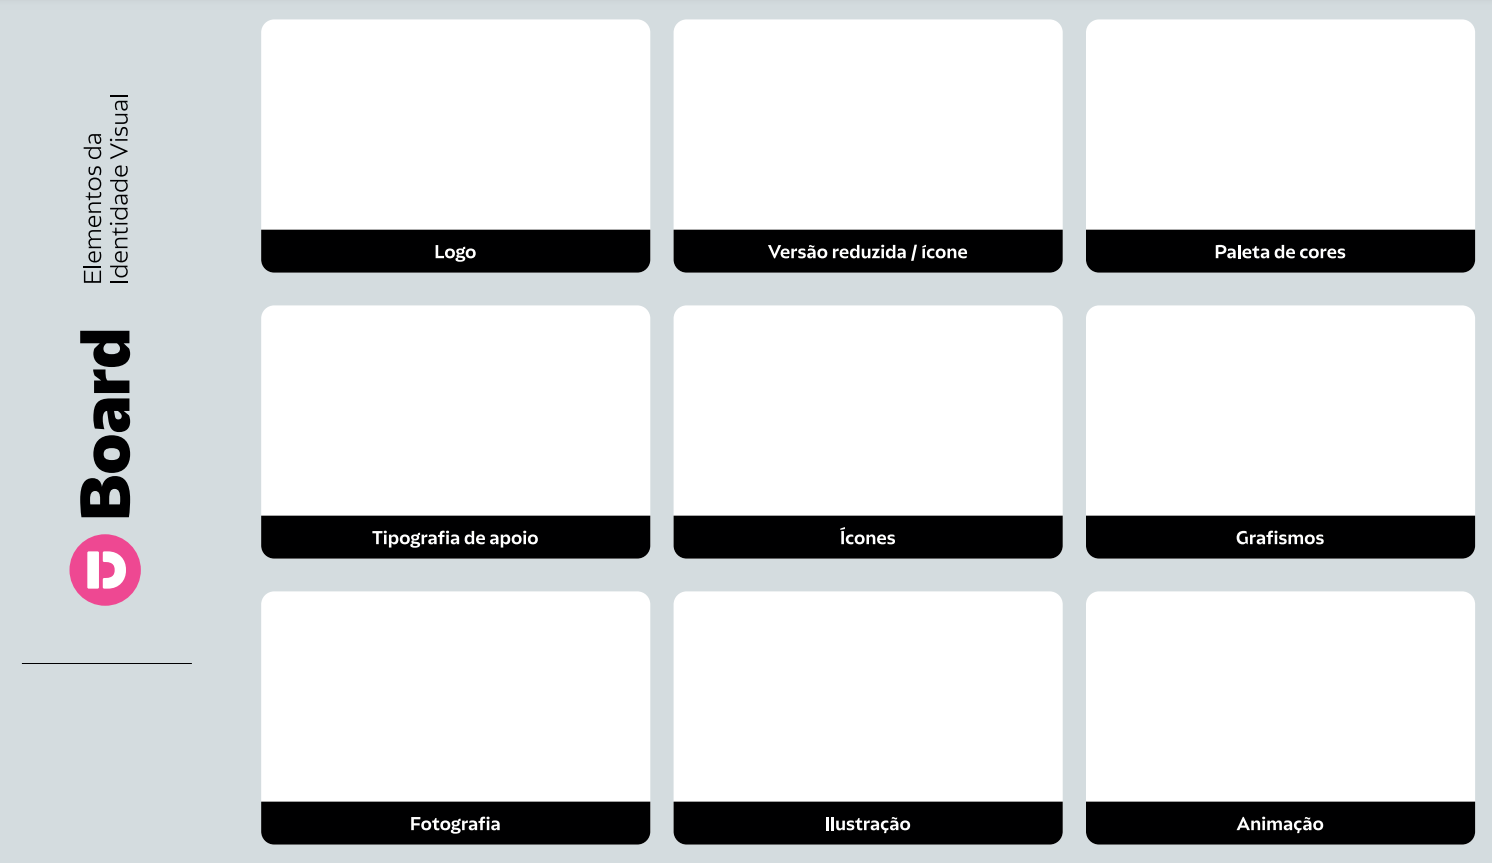 Elementos da
Identidade Visual
Board
D
Logo
Versão reduzida / ícone
Paleta de cores
Tipografia de apoio
Ícones
Grafismos
Fotografia
Ilustração
Animação